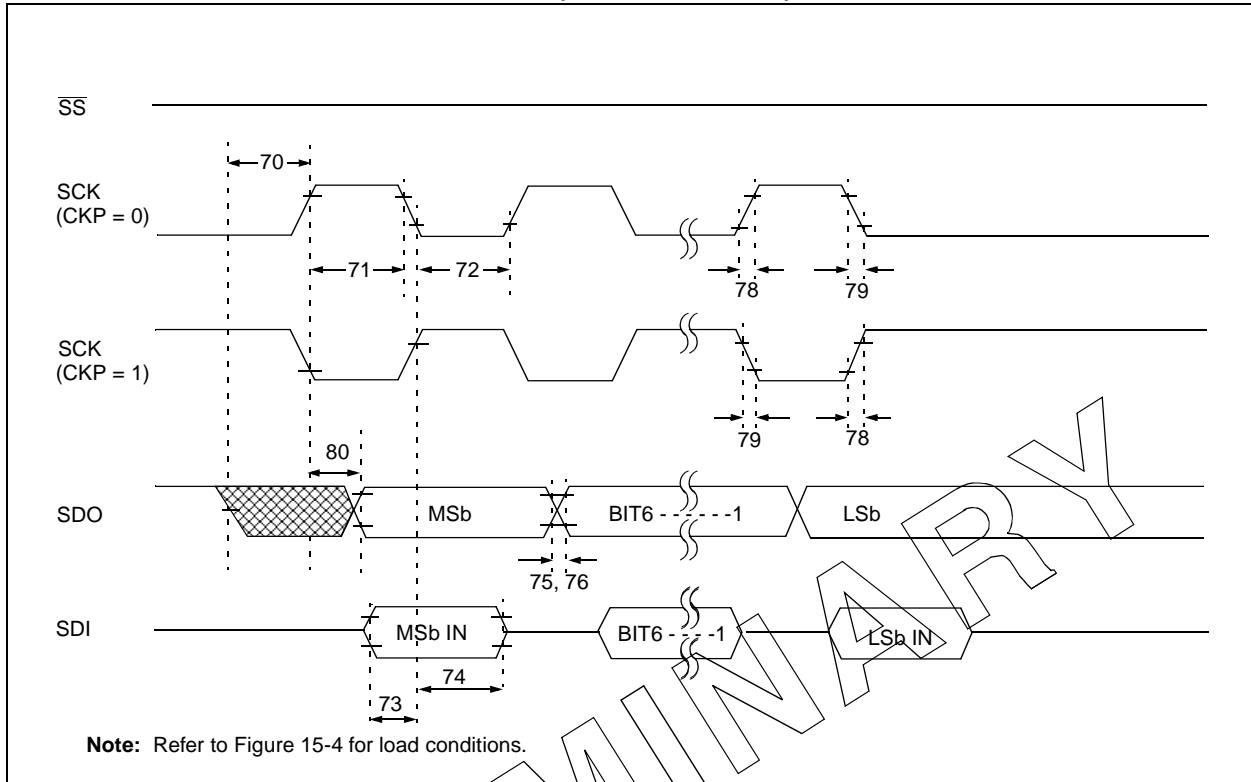 SS
70
SCK
(CKP = 0)
71
72
78
79
SCK
(CKP = 1)
79
78
80
SDO
MSb
BIT6 - - - - - -1
LSb
75, 76
SDI
MSb IN
BIT6 - - - -1
LSb IN
74
73
Note: Refer to Figure 15-4 for load conditions.
MINARY